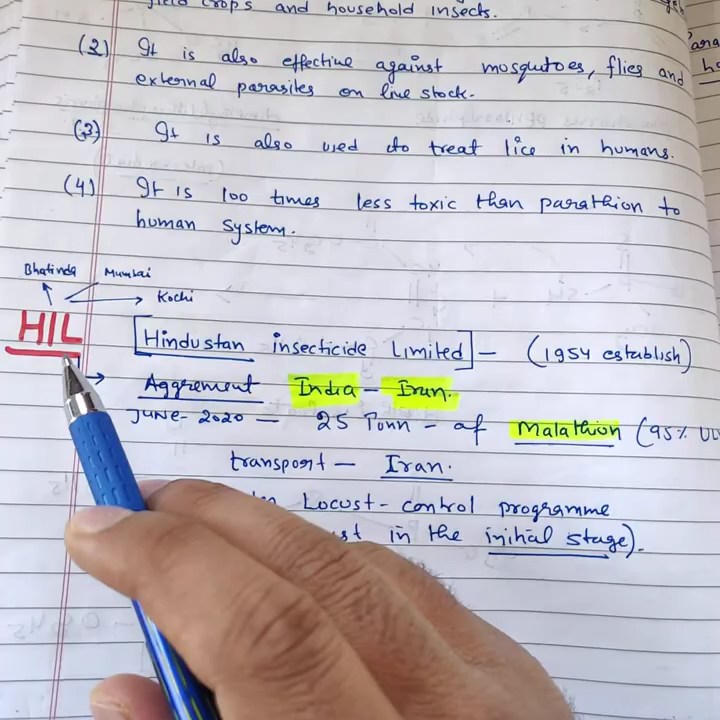 field crops and household insects.
(2) It is also effective against mosqutoes, flies and
external parasites on live stock.
(3) It is also used to treat lice in humans.
(4) It is 100 times less toxic than parathion to
human system.
Bhatinda Mumbai
Kochi
HIL [Hindustan insecticide Limited] - (1954 establish)
→ Aggrement India - Iran.
JUNE- 2020 - 25 Tonn - of Malathion (95% UL
transport - Iran.
Locust - control programme
in the initial stage).